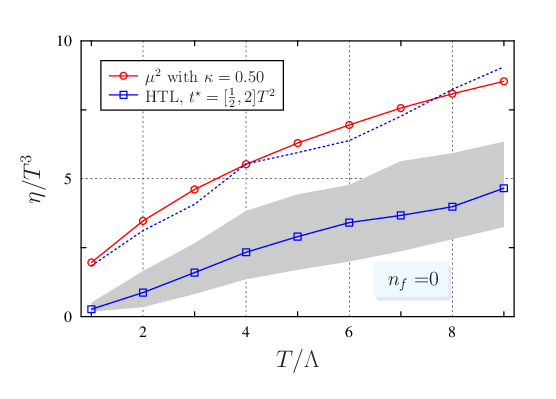 10
μ² with κ = 0.50
HTL, t⋆ = [½, 2]T²
η/T³
5
n_f =0
0
2
4
6
8
T/Λ